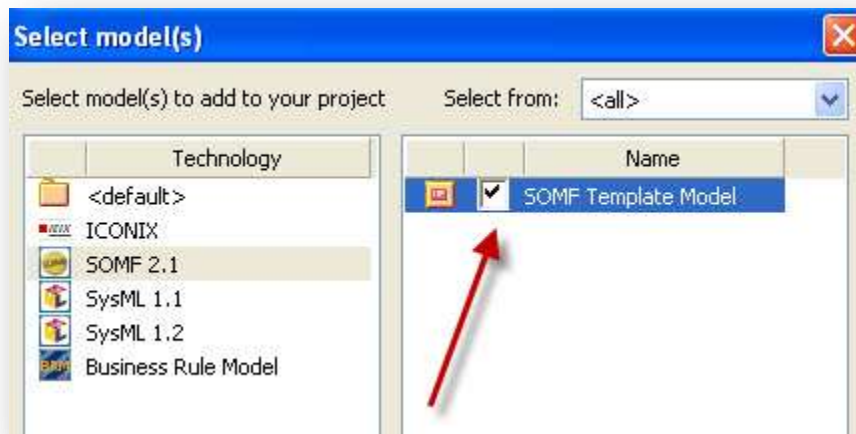 Select model(s)
Select model(s) to add to your project Select from: <all>
Technology
<default>
ICONIX
SOMF 2.1
SysML 1.1
SysML 1.2
Business Rule Model
Name
SOMF Template Model